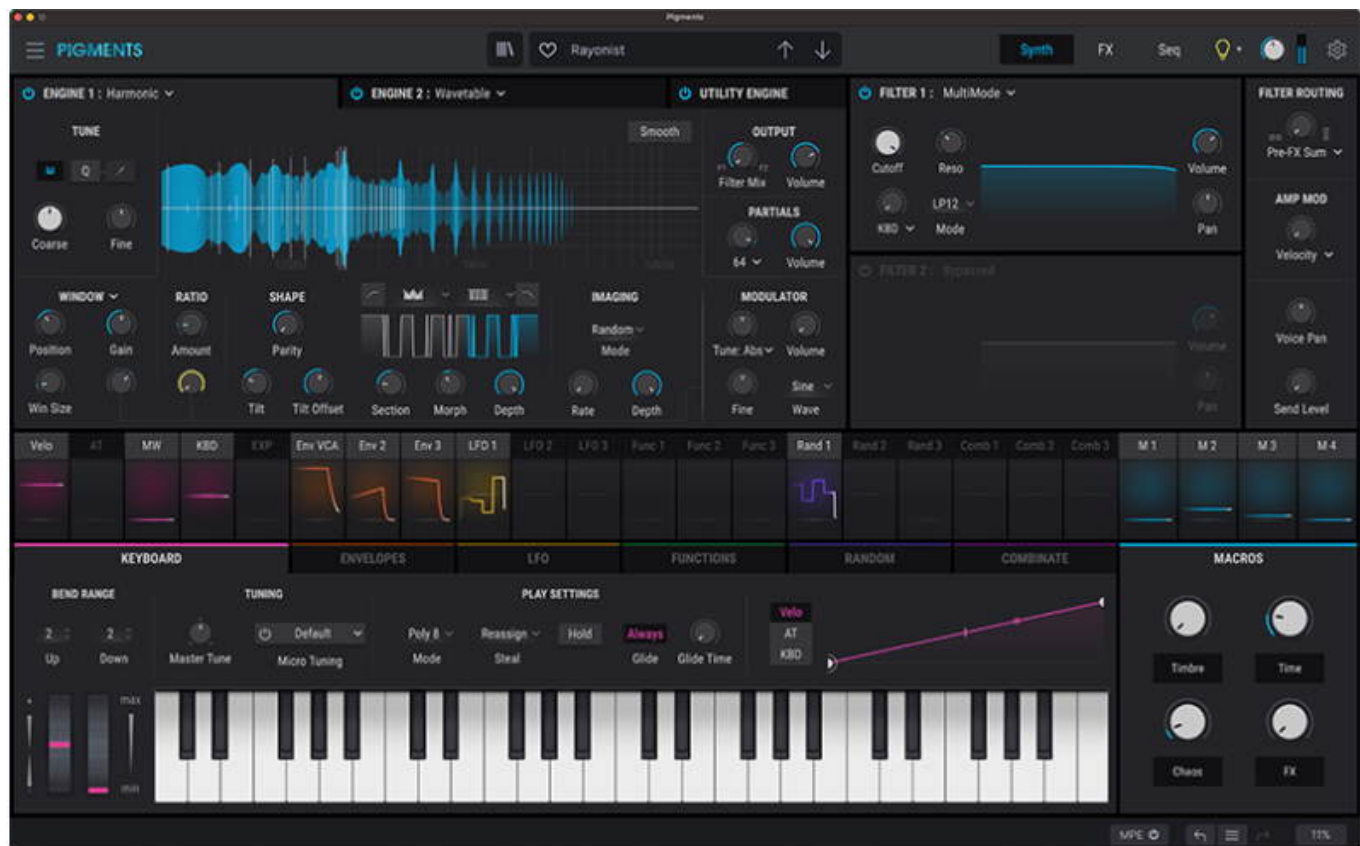 Pigments
PIGMENTS
Rayonist
Synth FX Seq
ENGINE 1 : Harmonic
ENGINE 2 : Wavetable
UTILITY ENGINE
FILTER 1 : MultiMode
FILTER ROUTING
TUNE
Smooth
OUTPUT
Q
Filter Mix Volume
Cutoff Reso
Volume
Pre-FX Sum
Coarse Fine
PARTIALS
64 Volume
KBD
LP12
Mode
Pan
AMP MOD
Velocity
FILTER 2 : Bypassed
WINDOW
RATIO
SHAPE
IMAGING
MODULATOR
Position Gain
Amount
Parity
Random
Mode
Tune: Abs Volume
Volume
Voice Pan
Win Size
Tilt Tilt Offset
Section Morph Depth
Rate Depth
Fine
Sine
Wave
Pan
Send Level
Velo AT MW KBD EXP Env VCA Env 2 Env 3 LFO 1 LFO 2 LFO 3 Func 1 Func 2 Func 3 Rand 1 Rand 2 Rand 3 Comb 1 Comb 2 Comb 3 M 1 M 2 M 3 M 4
KEYBOARD ENVELOPES LFO FUNCTIONS RANDOM COMBINATE MACROS
BEND RANGE
TUNING
PLAY SETTINGS
2 2
Up Down
Master Tune
Default
Micro Tuning
Poly 8
Mode
Reassign
Steal
Hold
Always
Glide
Glide Time
Velo
AT
KBD
Timbre Time
max
min
Chaos FX
MPE
11%